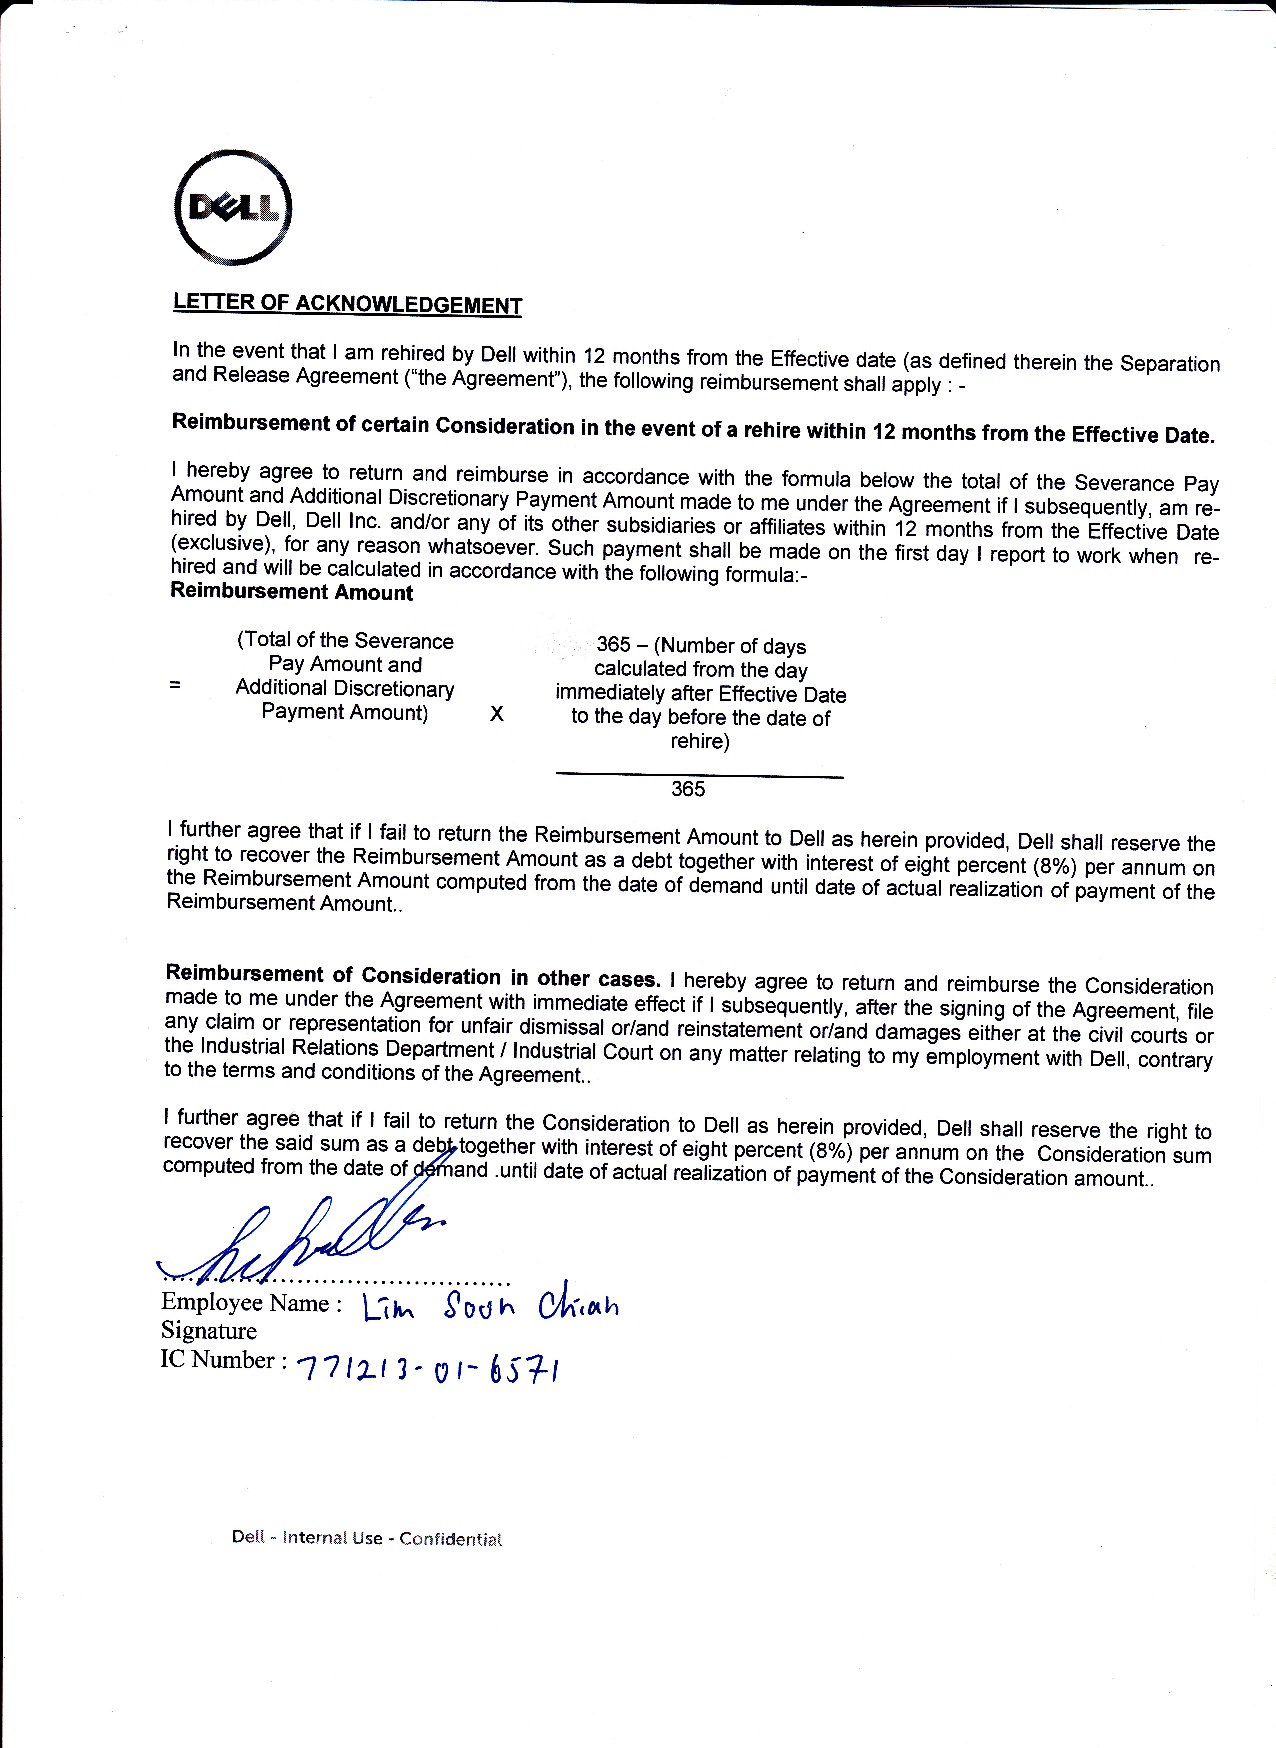 DELL
LETTER OF ACKNOWLEDGEMENT
In the event that I am rehired by Dell within 12 months from the Effective date (as defined therein the Separation
and Release Agreement ("the Agreement"), the following reimbursement shall apply : -
Reimbursement of certain Consideration in the event of a rehire within 12 months from the Effective Date.
I hereby agree to return and reimburse in accordance with the formula below the total of the Severance Pay
Amount and Additional Discretionary Payment Amount made to me under the Agreement if I subsequently, am re-
hired by Dell, Dell Inc. and/or any of its other subsidiaries or affiliates within 12 months from the Effective Date
(exclusive), for any reason whatsoever. Such payment shall be made on the first day I report to work when re-
hired and will be calculated in accordance with the following formula:-
Reimbursement Amount
(Total of the Severance
Pay Amount and
= Additional Discretionary
Payment Amount) X
365 – (Number of days
calculated from the day
immediately after Effective Date
to the day before the date of
rehire)
365
I further agree that if I fail to return the Reimbursement Amount to Dell as herein provided, Dell shall reserve the
right to recover the Reimbursement Amount as a debt together with interest of eight percent (8%) per annum on
the Reimbursement Amount computed from the date of demand until date of actual realization of payment of the
Reimbursement Amount..
Reimbursement of Consideration in other cases. I hereby agree to return and reimburse the Consideration
made to me under the Agreement with immediate effect if I subsequently, after the signing of the Agreement, file
any claim or representation for unfair dismissal or/and reinstatement or/and damages either at the civil courts or
the Industrial Relations Department / Industrial Court on any matter relating to my employment with Dell, contrary
to the terms and conditions of the Agreement..
I further agree that if I fail to return the Consideration to Dell as herein provided, Dell shall reserve the right to
recover the said sum as a debt together with interest of eight percent (8%) per annum on the Consideration sum
computed from the date of demand .until date of actual realization of payment of the Consideration amount..
Employee Name : Lim Soon Chiah
Signature
IC Number : 771213-01-6571
Dell - Internal Use - Confidential